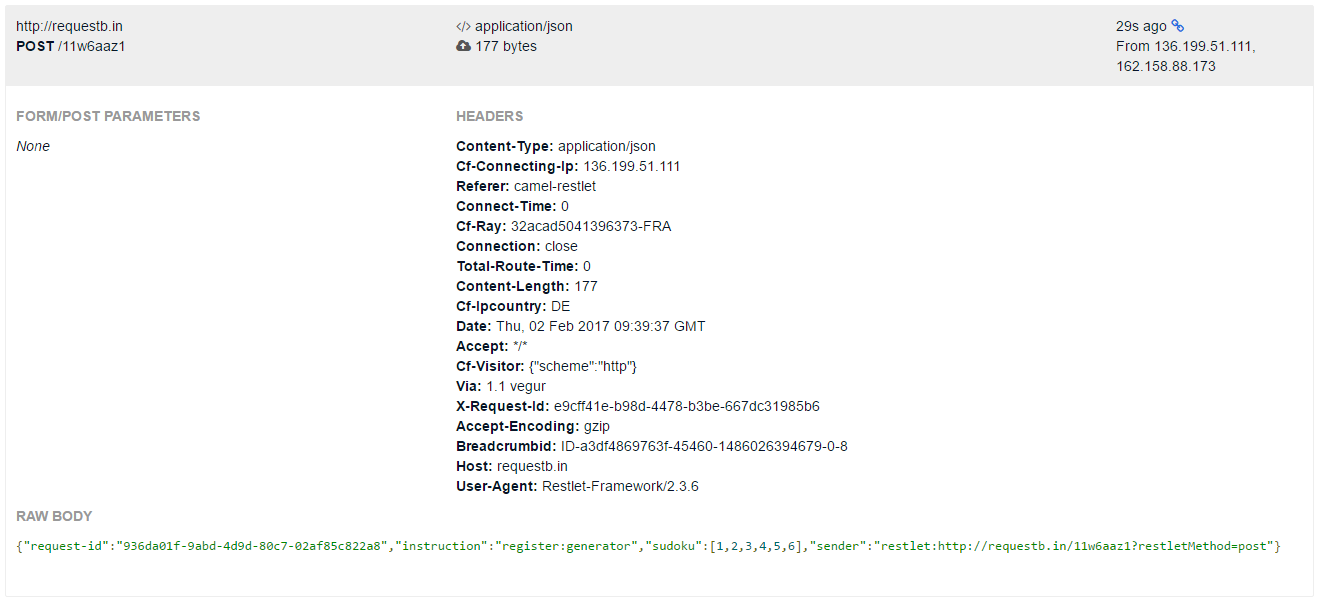 http://requestb.in
POST /11w6aaz1
</> application/json
177 bytes
29s ago
From 136.199.51.111,
162.158.88.173
FORM/POST PARAMETERS
None
HEADERS
Content-Type: application/json
Cf-Connecting-Ip: 136.199.51.111
Referer: camel-restlet
Connect-Time: 0
Cf-Ray: 32acad5041396373-FRA
Connection: close
Total-Route-Time: 0
Content-Length: 177
Cf-Ipcountry: DE
Date: Thu, 02 Feb 2017 09:39:37 GMT
Accept: */*
Cf-Visitor: {"scheme":"http"}
Via: 1.1 vegur
X-Request-Id: e9cff41e-b98d-4478-b3be-667dc31985b6
Accept-Encoding: gzip
Breadcrumbid: ID-a3df4869763f-45460-1486026394679-0-8
Host: requestb.in
User-Agent: Restlet-Framework/2.3.6
RAW BODY
{"request-id":"936da01f-9abd-4d9d-80c7-02af85c822a8","instruction":"register:generator","sudoku":[1,2,3,4,5,6],"sender":"restlet:http://requestb.in/11w6aaz1?restletMethod=post"}